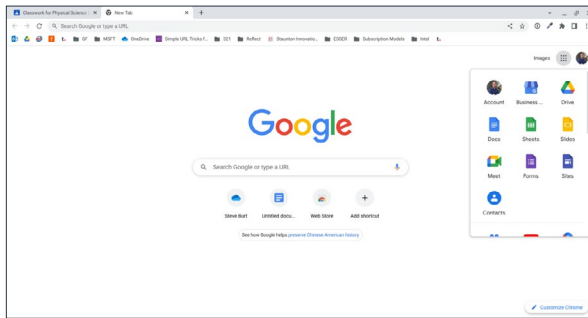 Classwork for Physical Science
New Tab
Search Google or type a URL
GF
MSFT
OneDrive
Simple URL Tricks f...
321
Reflect
Staunton Innovatio...
CODER
Subscription Models
Intel
t.
Images
Google
Search Google or type a URL
Steve Burt
Untitled docu...
Web Store
Add shortcut
See how Google helps preserve Chinese American history
Account
Business ...
Drive
Docs
Sheets
Slides
Meet
Forms
Sites
Contacts
Customize Chrome